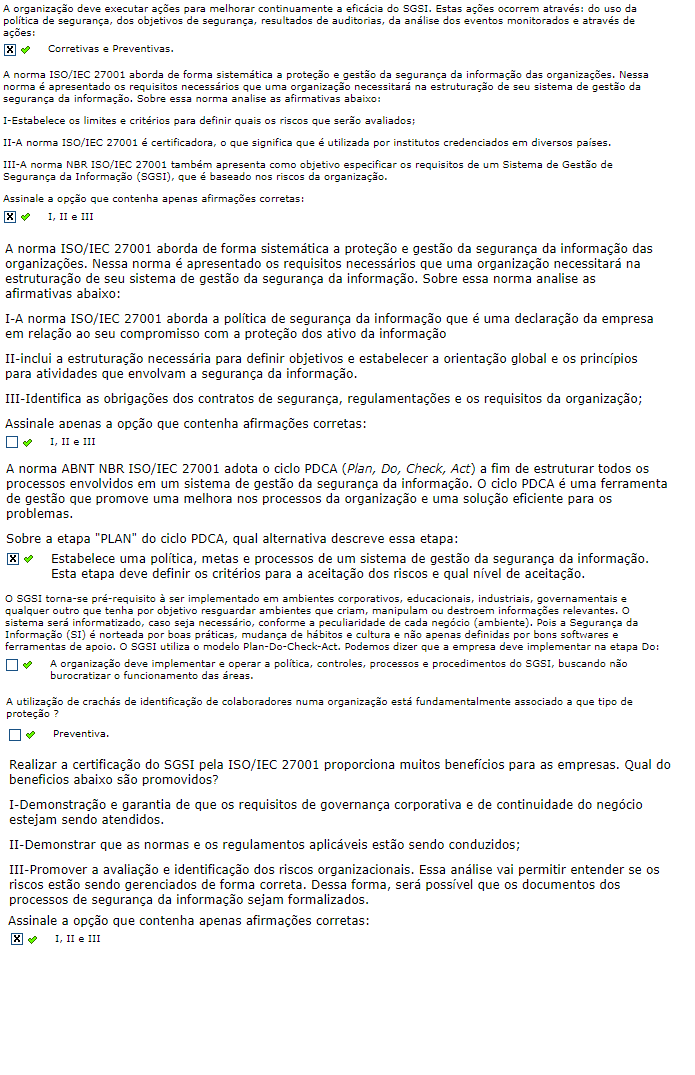 A organização deve executar ações para melhorar continuamente a eficácia do SGSI. Estas ações ocorrem através: do uso da
política de segurança, dos objetivos de segurança, resultados de auditorias, da análise dos eventos monitorados e através de
ações:
Corretivas e Preventivas.
A norma ISO/IEC 27001 aborda de forma sistemática a proteção e gestão da segurança da informação das organizações. Nessa
norma é apresentado os requisitos necessários que uma organização necessitará na estruturação de seu sistema de gestão da
segurança da informação. Sobre essa norma analise as afirmativas abaixo:
I-Estabelece os limites e critérios para definir quais os riscos que serão avaliados;
II-A norma ISO/IEC 27001 é certificadora, o que significa que é utilizada por institutos credenciados em diversos países.
III-A norma NBR ISO/IEC 27001 também apresenta como objetivo especificar os requisitos de um Sistema de Gestão de
Segurança da Informação (SGSI), que é baseado nos riscos da organização.
Assinale a opção que contenha apenas afirmações corretas:
I, II e III
A norma ISO/IEC 27001 aborda de forma sistemática a proteção e gestão da segurança da informação das
organizações. Nessa norma é apresentado os requisitos necessários que uma organização necessitará na
estruturação de seu sistema de gestão da segurança da informação. Sobre essa norma analise as
afirmativas abaixo:
I-A norma ISO/IEC 27001 aborda a política de segurança da informação que é uma declaração da empresa
em relação ao seu compromisso com a proteção dos ativo da informação
II-inclui a estruturação necessária para definir objetivos e estabelecer a orientação global e os princípios
para atividades que envolvam a segurança da informação.
III-Identifica as obrigações dos contratos de segurança, regulamentações e os requisitos da organização;
Assinale apenas a opção que contenha afirmações corretas:
I, II e III
A norma ABNT NBR ISO/IEC 27001 adota o ciclo PDCA (Plan, Do, Check, Act) a fim de estruturar todos os
processos envolvidos em um sistema de gestão da segurança da informação. O ciclo PDCA é uma ferramenta
de gestão que promove uma melhora nos processos da organização e uma solução eficiente para os
problemas.
Sobre a etapa "PLAN" do ciclo PDCA, qual alternativa descreve essa etapa:
Estabelece uma política, metas e processos de um sistema de gestão da segurança da informação.
Esta etapa deve definir os critérios para a aceitação dos riscos e qual nível de aceitação.
O SGSI torna-se pré-requisito à ser implementado em ambientes corporativos, educacionais, industriais, governamentais e
qualquer outro que tenha por objetivo resguardar ambientes que criam, manipulam ou destroem informações relevantes. O
sistema será informatizado, caso seja necessário, conforme a peculiaridade de cada negócio (ambiente). Pois a Segurança da
Informação (SI) é norteada por boas práticas, mudança de hábitos e cultura e não apenas definidas por bons softwares e
ferramentas de apoio. O SGSI utiliza o modelo Plan-Do-Check-Act. Podemos dizer que a empresa deve implementar na etapa Do:
A organização deve implementar e operar a política, controles, processos e procedimentos do SGSI, buscando não
burocratizar o funcionamento das áreas.
A utilização de crachás de identificação de colaboradores numa organização está fundamentalmente associado a que tipo de
proteção ?
Preventiva.
Realizar a certificação do SGSI pela ISO/IEC 27001 proporciona muitos benefícios para as empresas. Qual do
beneficios abaixo são promovidos?
I-Demonstração e garantia de que os requisitos de governança corporativa e de continuidade do negócio
estejam sendo atendidos.
II-Demonstrar que as normas e os regulamentos aplicáveis estão sendo conduzidos;
III-Promover a avaliação e identificação dos riscos organizacionais. Essa análise vai permitir entender se os
riscos estão sendo gerenciados de forma correta. Dessa forma, será possível que os documentos dos
processos de segurança da informação sejam formalizados.
Assinale a opção que contenha apenas afirmações corretas:
I, II e III